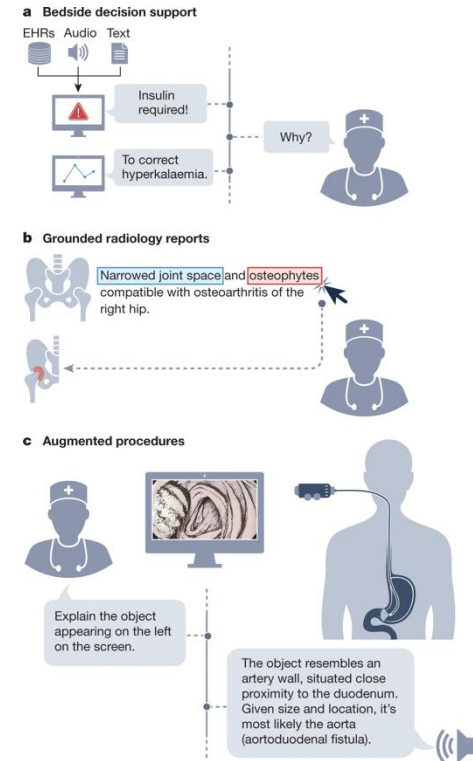 a Bedside decision support
EHRs Audio Text
Insulin
required!
Why?
To correct
hyperkalaemia.
b Grounded radiology reports
Narrowed joint space and osteophytes
compatible with osteoarthritis of the
right hip.
c Augmented procedures
Explain the object
appearing on the left
on the screen.
The object resembles an
artery wall, situated close
proximity to the duodenum.
Given size and location, it’s
most likely the aorta
(aortoduodenal fistula).